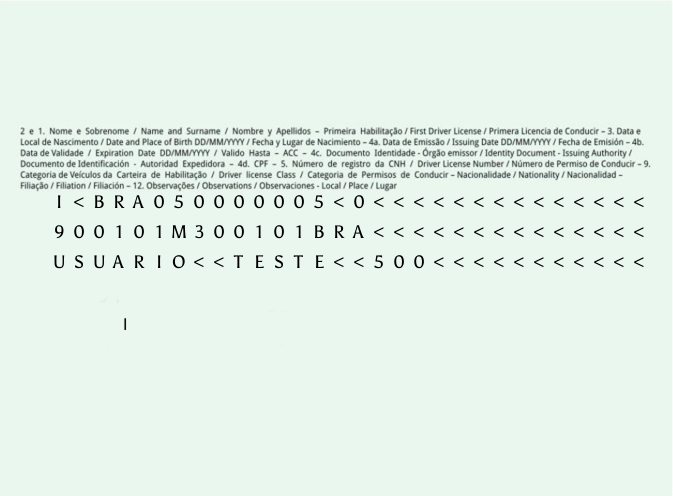 2 e 1. Nome e Sobrenome / Name and Surname / Nombre y Apellidos – Primeira Habilitação / First Driver License / Primera Licencia de Conducir – 3. Data e
Local de Nascimento / Date and Place of Birth DD/MM/YYYY / Fecha y Lugar de Nacimiento – 4a. Data de Emissão / Issuing Date DD/MM/YYYY / Fecha de Emisión – 4b.
Data de Validade / Expiration Date DD/MM/YYYY / Valido Hasta – ACC – 4c. Documento Identidade - Órgão emissor / Identity Document - Issuing Authority /
Documento de Identificación - Autoridad Expedidora – 4d. CPF – 5. Número de registro da CNH / Driver License Number / Número de Permiso de Conducir – 9.
Categoria de Veículos da Carteira de Habilitação / Driver license Class / Categoria de Permisos de Conducir – Nacionalidade / Nationality / Nacionalidad –
Filiação / Filiation / Filiación – 12. Observações / Observations / Observaciones - Local / Place / Lugar
I<BRA050000005<0<<<<<<<<<<<<<<
900101M300101BRA<<<<<<<<<<<<<<
USUARIO<<TESTE<<500<<<<<<<<<<<
I